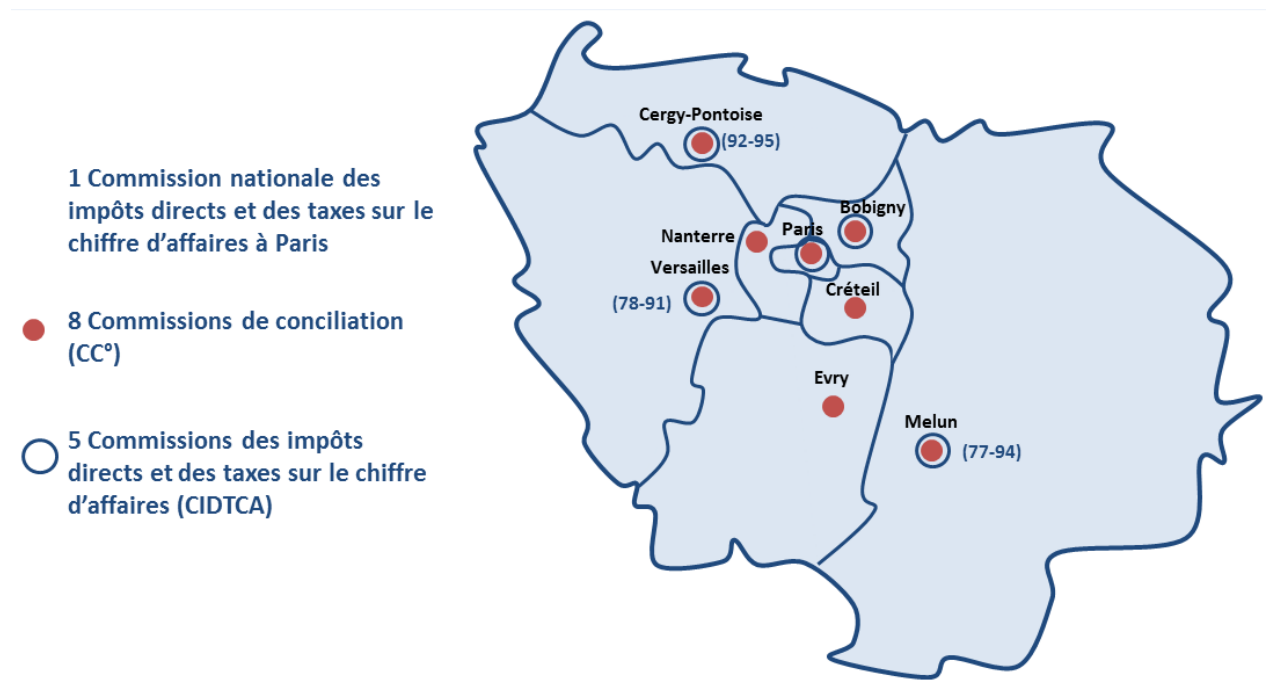 1 Commission nationale des
impôts directs et des taxes sur le
chiffre d'affaires à Paris
8 Commissions de conciliation
(CC°)
5 Commissions des impôts
directs et des taxes sur le chiffre
d'affaires (CIDTCA)
Cergy-Pontoise
(92-95)
Bobigny
Paris
Nanterre
Versailles
(78-91)
Créteil
Evry
Melun
(77-94)